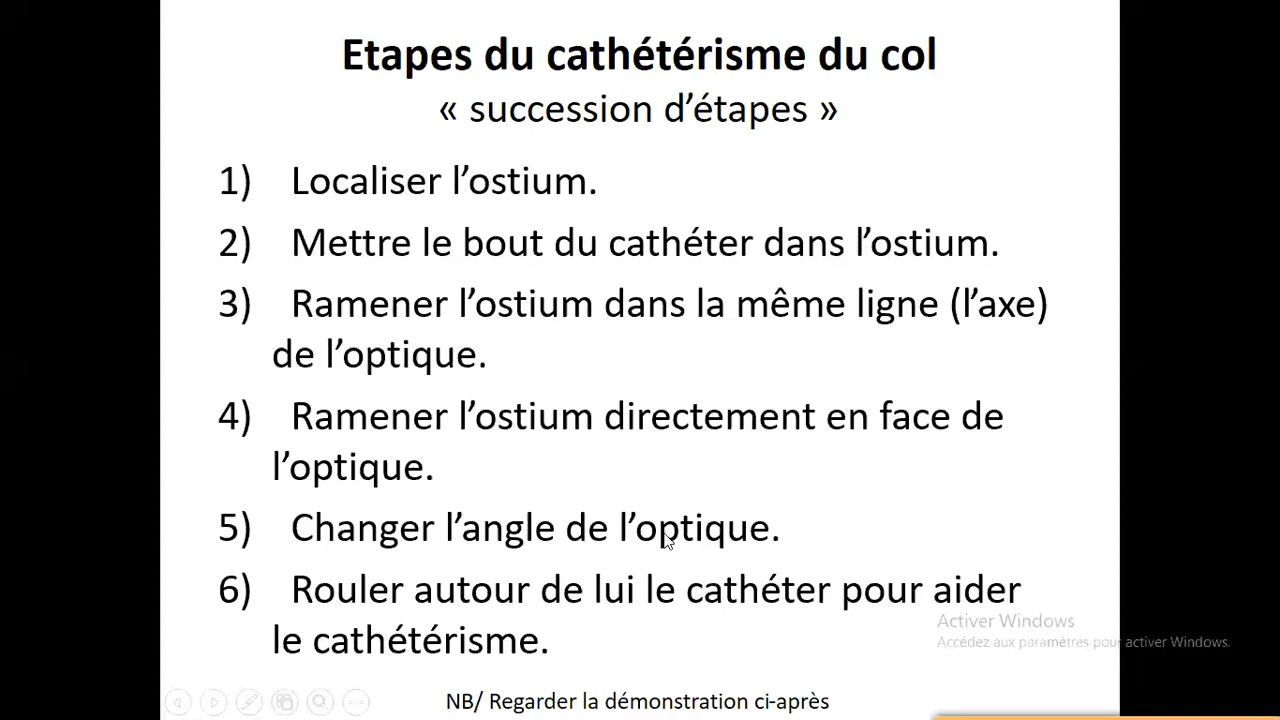 Etapes du cathétérisme du col
« succession d’étapes »
1) Localiser l’ostium.
2) Mettre le bout du cathéter dans l’ostium.
3) Ramener l’ostium dans la même ligne (l’axe)
de l’optique.
4) Ramener l’ostium directement en face de
l’optique.
5) Changer l’angle de l’optique.
6) Rouler autour de lui le cathéter pour aider
le cathétérisme.
Activer Windows
Accédez aux paramètres pour activer Windows.
NB/ Regarder la démonstration ci-après